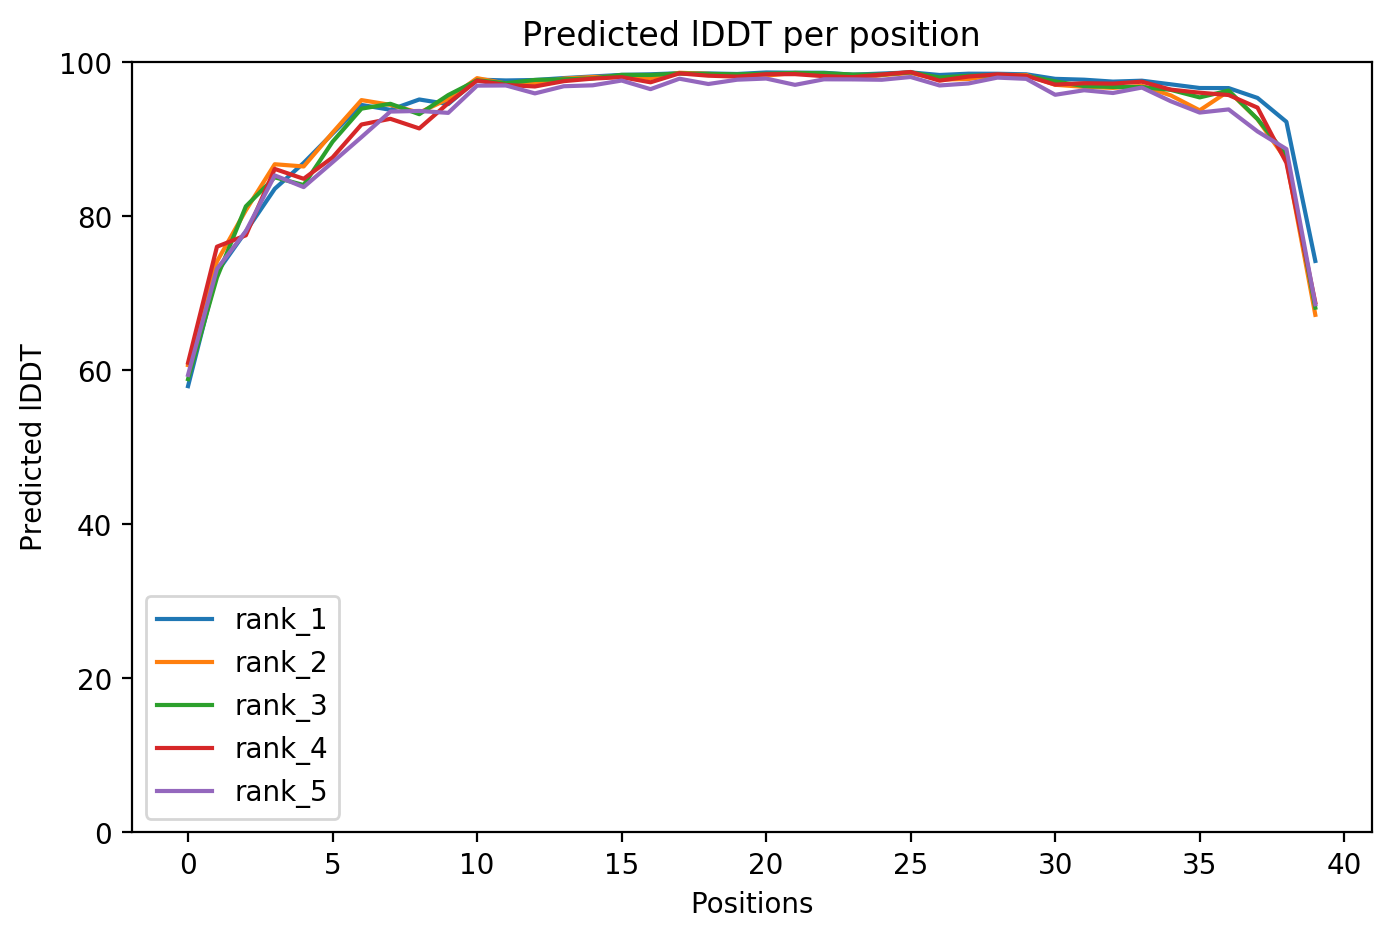 Predicted lDDT per position
100
80
60
40
20
0
Predicted lDDT
rank_1
rank_2
rank_3
rank_4
rank_5
0 5 10 15 20 25 30 35 40
Positions